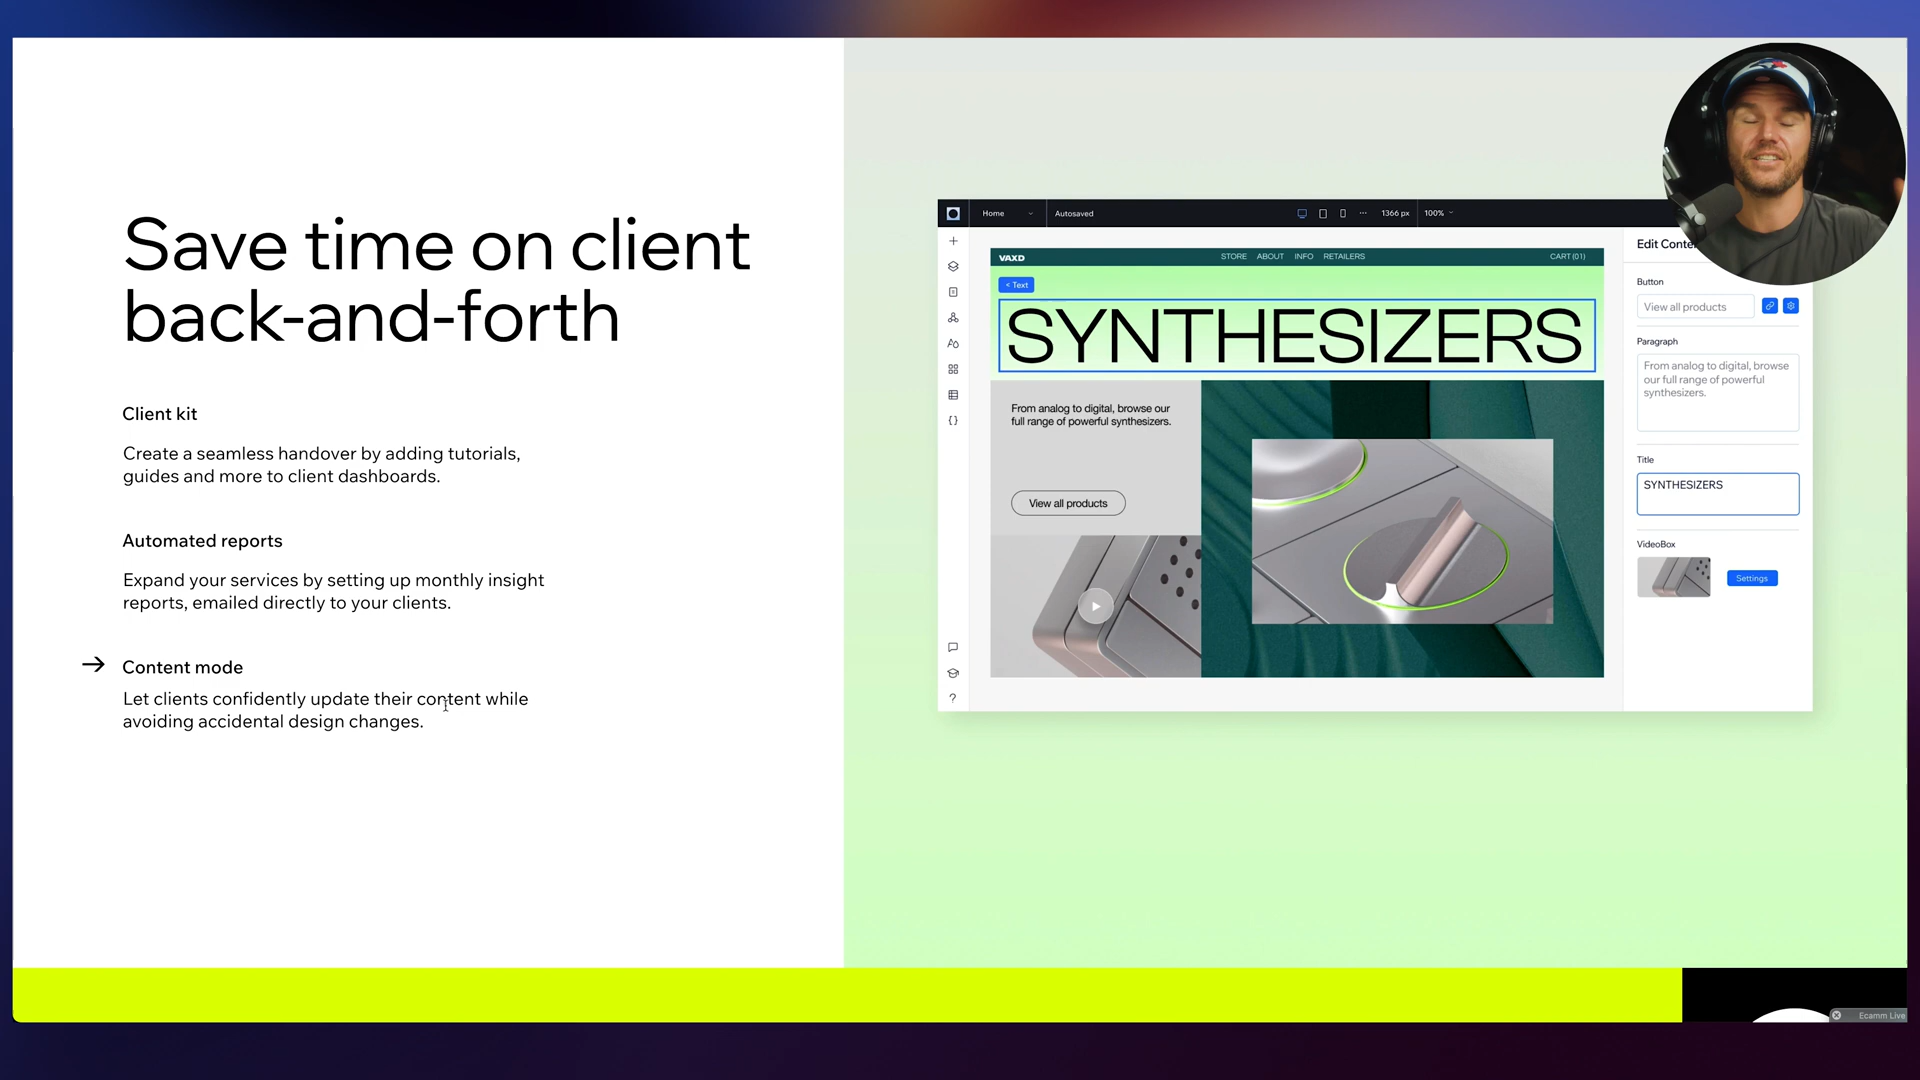 Save time on client
back-and-forth
Client kit
Create a seamless handover by adding tutorials,
guides and more to client dashboards.
Automated reports
Expand your services by setting up monthly insight
reports, emailed directly to your clients.
→ Content mode
Let clients confidently update their content while
avoiding accidental design changes.
Home
Autosaved
1366 px
100%
VAXD
STORE ABOUT INFO RETAILERS
CART (01)
< Text
SYNTHESIZERS
From analog to digital, browse our
full range of powerful synthesizers.
View all products
Edit Conte
Button
View all products
Paragraph
From analog to digital, browse
our full range of powerful
synthesizers.
Title
SYNTHESIZERS
VideoBox
Settings
Ecamm Live